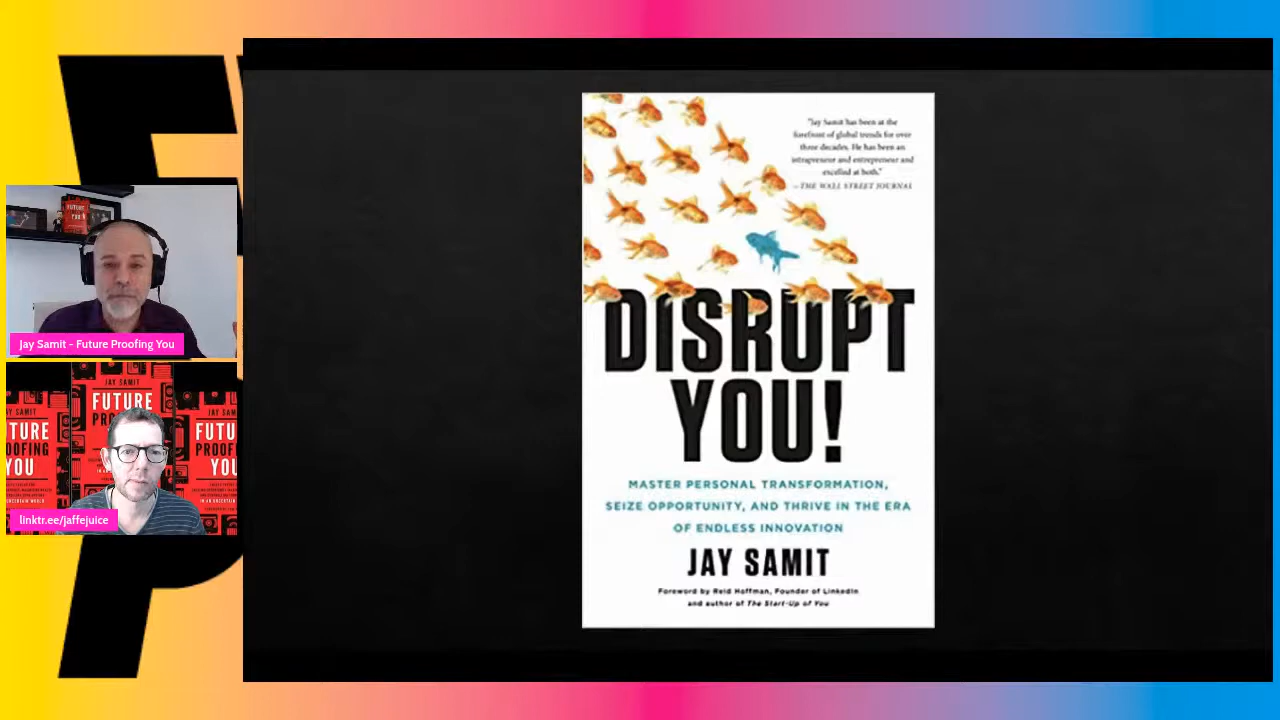 "Jay Samit has been at the
forefront of global trends for over
three decades. He has been an
intrapreneur and entrepreneur and
excelled at both."
—THE WALL STREET JOURNAL
DISRUPT
YOU!
MASTER PERSONAL TRANSFORMATION,
SEIZE OPPORTUNITY, AND THRIVE IN THE ERA
OF ENDLESS INNOVATION
JAY SAMIT
Foreword by Reid Hoffman, Founder of LinkedIn
and author of The Start-Up of You
Jay Samit - Future Proofing You
JAY SAMIT
FUTURE
linktr.ee/jaffejuice